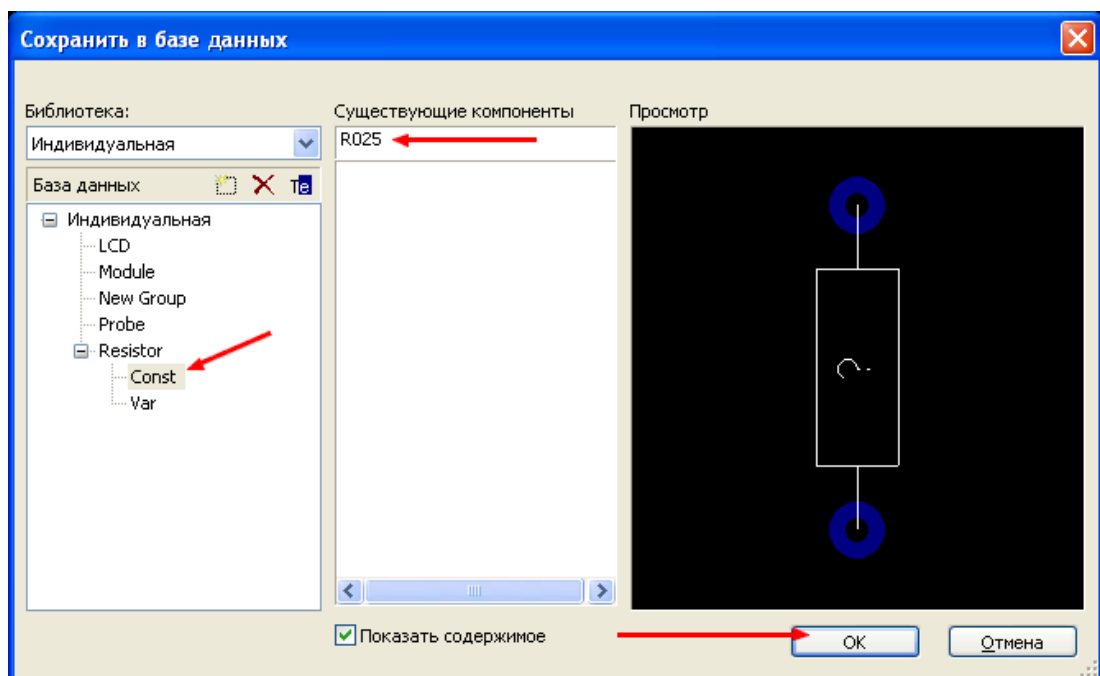 Сохранить в базе данных
Библиотека:
Индивидуальная
База данных
Te
Индивидуальная
LCD
Module
New Group
Probe
Resistor
Const
Var
Существующие компоненты
R025
Показать содержимое
Просмотр
?
OK
Отмена